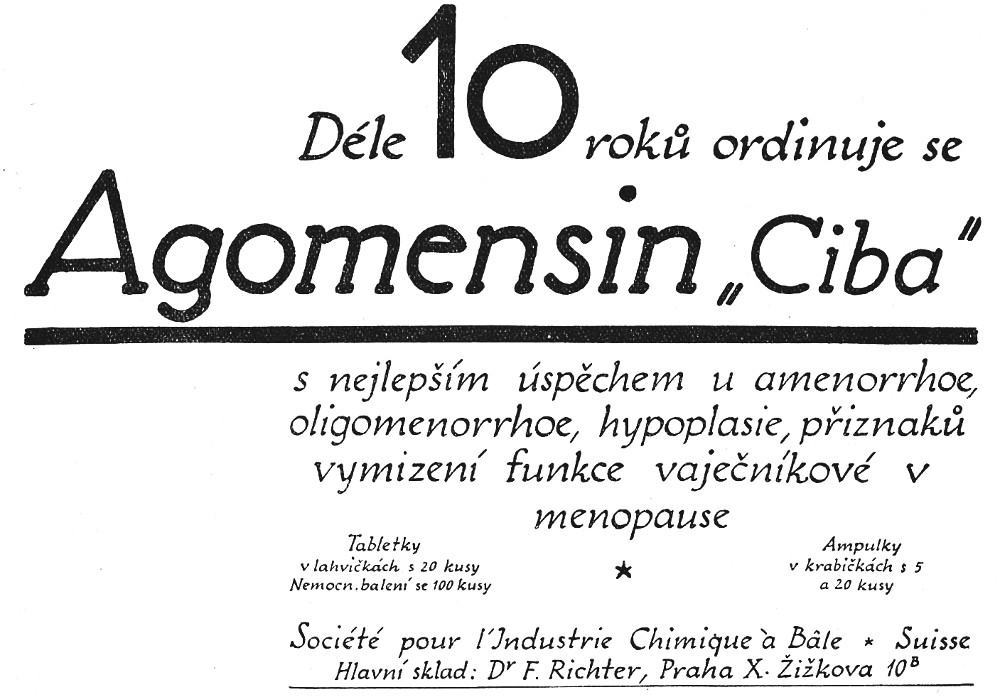 Déle 10 roků ordinuje se
Agomensin „Ciba“
s nejlepším úspěchem u amenorrhoe,
oligomenorrhoe, hypoplasie, přiznaků
vymizení funkce vaječníkové v
menopause
Tabletky
v lahvičkách s 20 kusy
Nemocn. balení se 100 kusy
★
Ampulky
v krabičkách s 5
a 20 kusy
Société pour l'Industrie Chimique à Bâle ★ Suisse
Hlavní sklad: Dr F. Richter, Praha X. Žižkova 10B